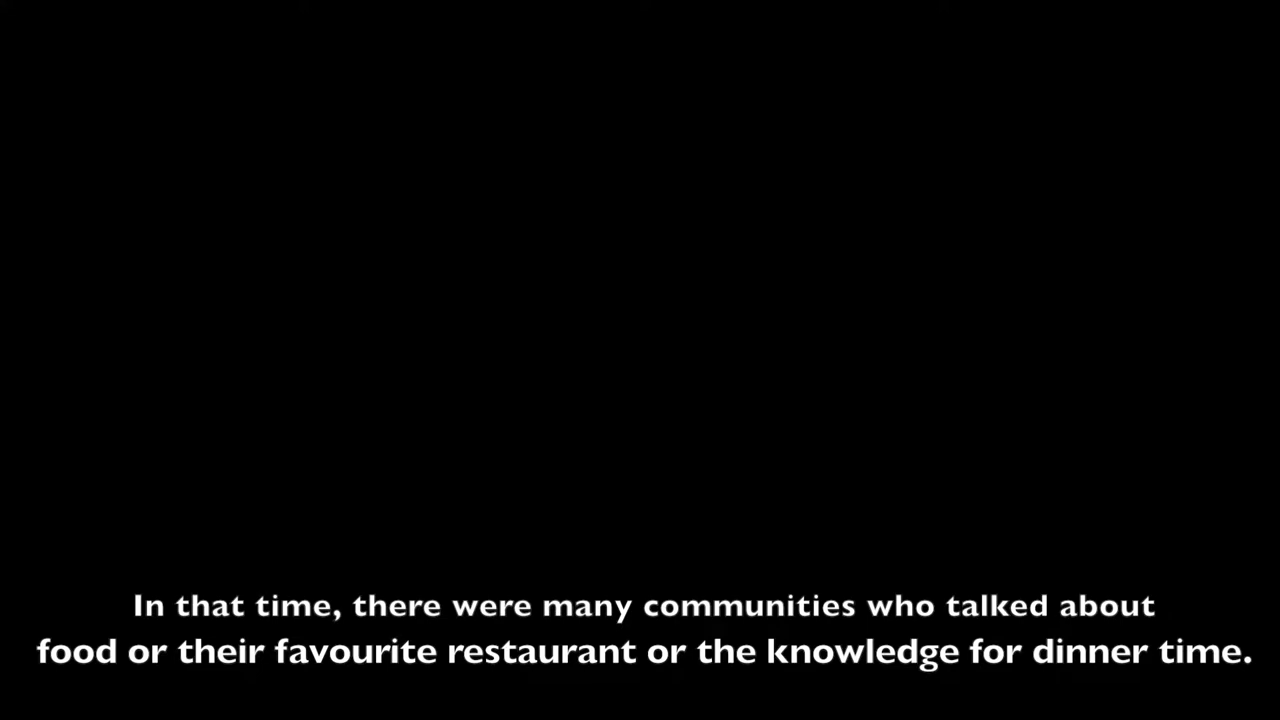 In that time, there were many communities who talked about
food or their favourite restaurant or the knowledge for dinner time.